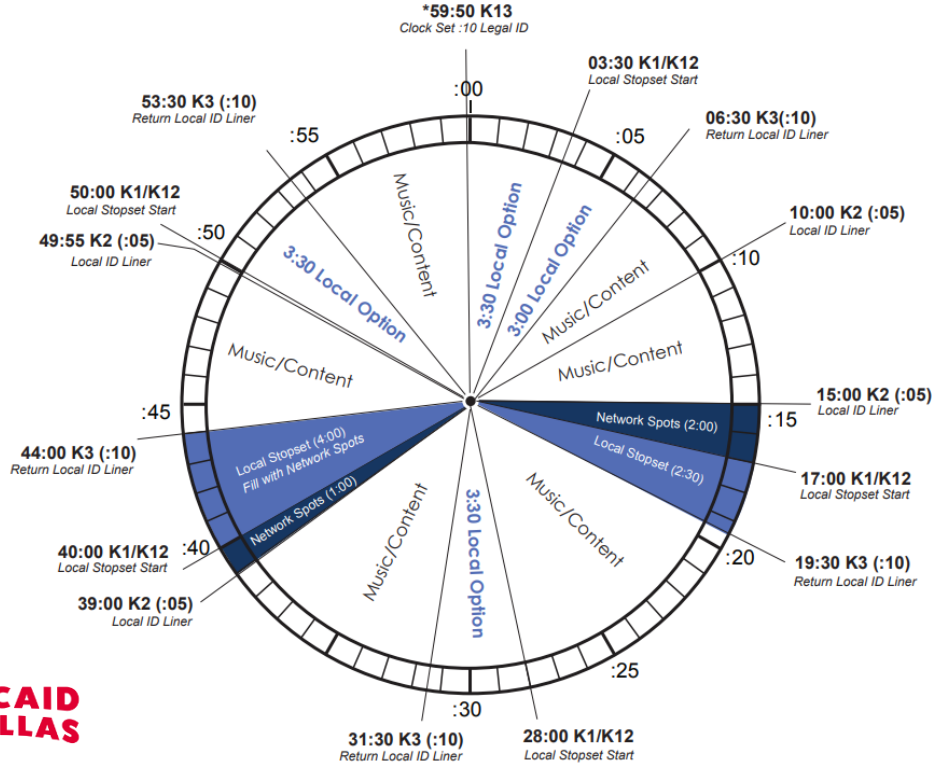 *59:50 K13
Clock Set :10 Legal ID
03:30 K1/K12
Local Stopset Start
06:30 K3(:10)
Return Local ID Liner
10:00 K2 (:05)
Local ID Liner
15:00 K2 (:05)
Local ID Liner
17:00 K1/K12
Local Stopset Start
19:30 K3 (:10)
Return Local ID Liner
28:00 K1/K12
Local Stopset Start
31:30 K3 (:10)
Return Local ID Liner
39:00 K2 (:05)
Local ID Liner
40:00 K1/K12
Local Stopset Start
44:00 K3 (:10)
Return Local ID Liner
49:55 K2 (:05)
Local ID Liner
50:00 K1/K12
Local Stopset Start
53:30 K3 (:10)
Return Local ID Liner
:00
:05
:10
:15
:20
:25
:30
:40
:45
:50
:55
3:30 Local Option
3:00 Local Option
Music/Content
Music/Content
Network Spots (2:00)
Local Stopset (2:30)
Music/Content
3:30 Local Option
Music/Content
Network Spots (1:00)
Local Stopset (4:00)
Fill with Network Spots
Music/Content
3:30 Local Option
Music/Content
CAID
LLAS